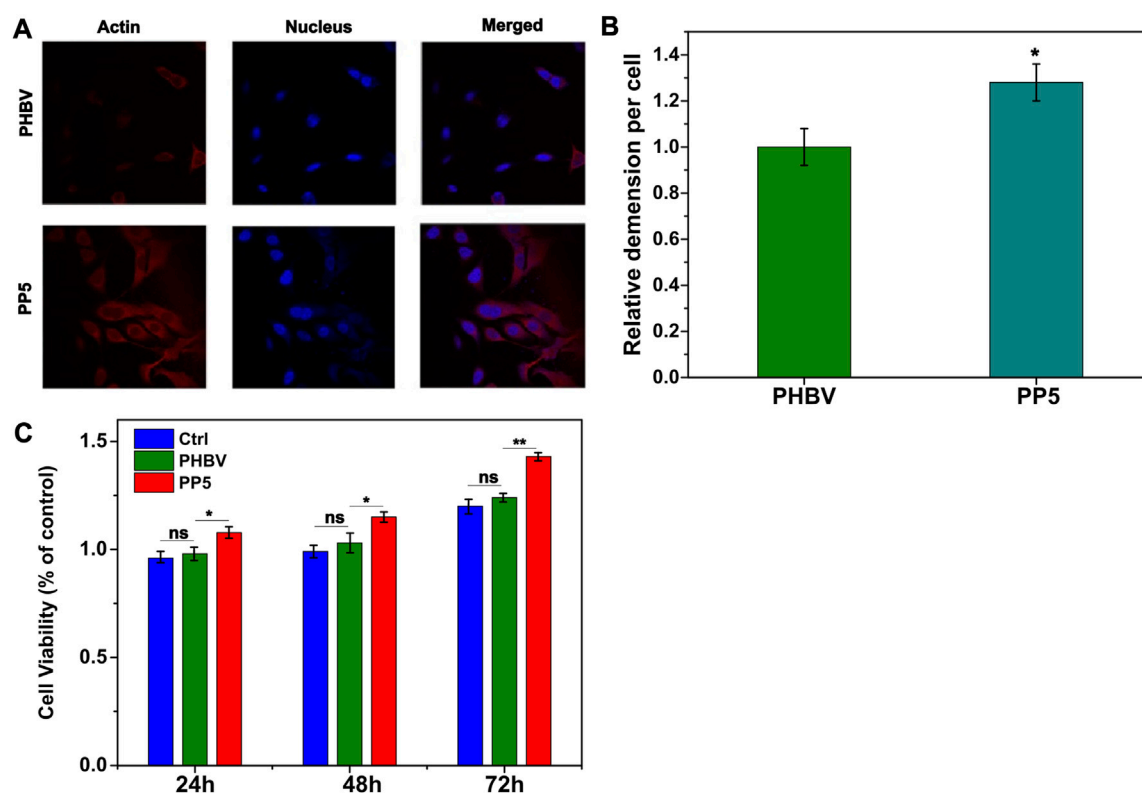 A
Actin
Nucleus
Merged
PHBV
PP5
B
Relative demension per cell
1.4
1.2
1.0
0.8
0.6
0.4
0.2
0.0
*
PHBV
PP5
C
Cell Viability (% of control)
1.5
1.0
0.5
0.0
Ctrl
PHBV
PP5
ns
*
ns
*
ns
**
24h
48h
72h